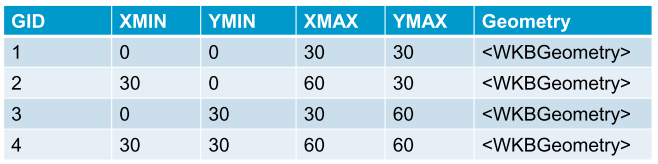 GID XMIN YMIN XMAX YMAX Geometry
1 0 0 30 30 <WKBGeometry>
2 30 0 60 30 <WKBGeometry>
3 0 30 30 60 <WKBGeometry>
4 30 30 60 60 <WKBGeometry>